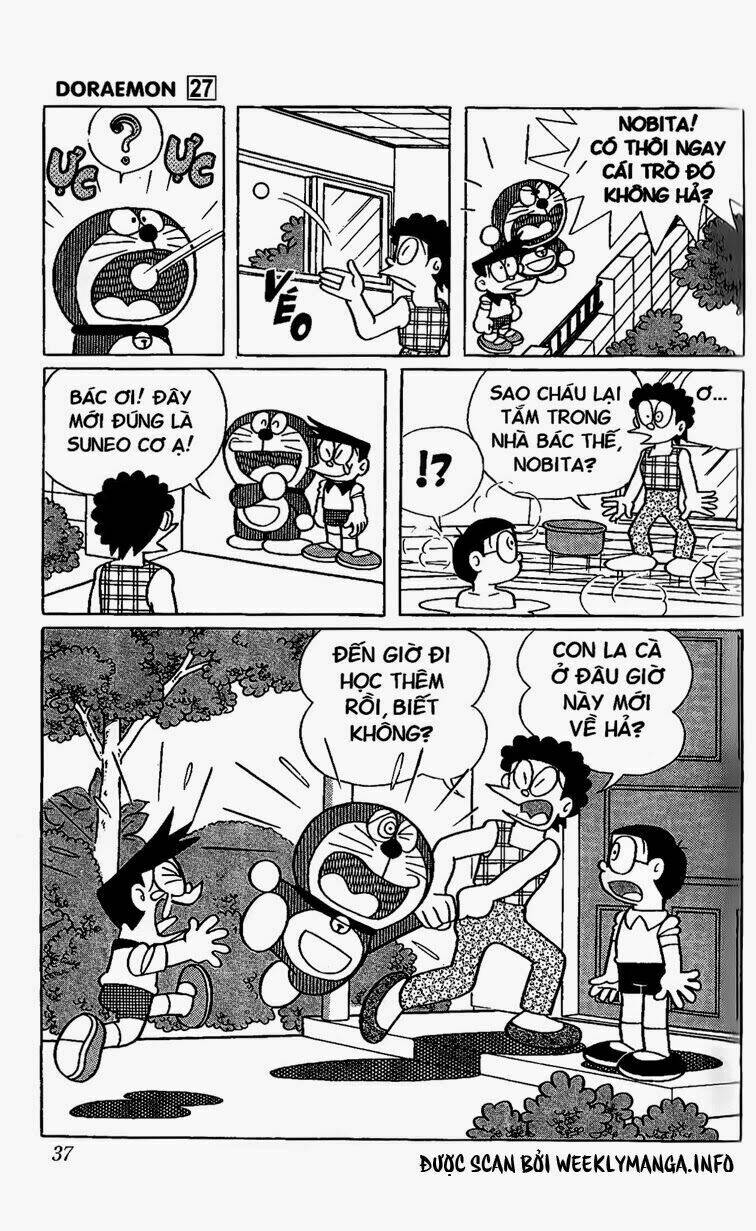 DORAEMON 27
?
ỰC
ỰC
VÉO
NOBITA!
CÓ THÔI NGAY
CÁI TRÒ ĐÓ
KHÔNG HẢ?
BÁC ƠI! ĐÂY
MỚI ĐÚNG LÀ
SUNEO CƠ Ạ!
!?
SAO CHÁU LẠI
TẮM TRONG
NHÀ BÁC THẾ,
NOBITA?
Ơ...
ĐẾN GIỜ ĐI
HỌC THÊM
RỒI, BIẾT
KHÔNG?
CON LA CÀ
Ở ĐÂU GIỜ
NÀY MỚI
VỀ HẢ?
37
ĐƯỢC SCAN BỞI WEEKLYMANGA.INFO